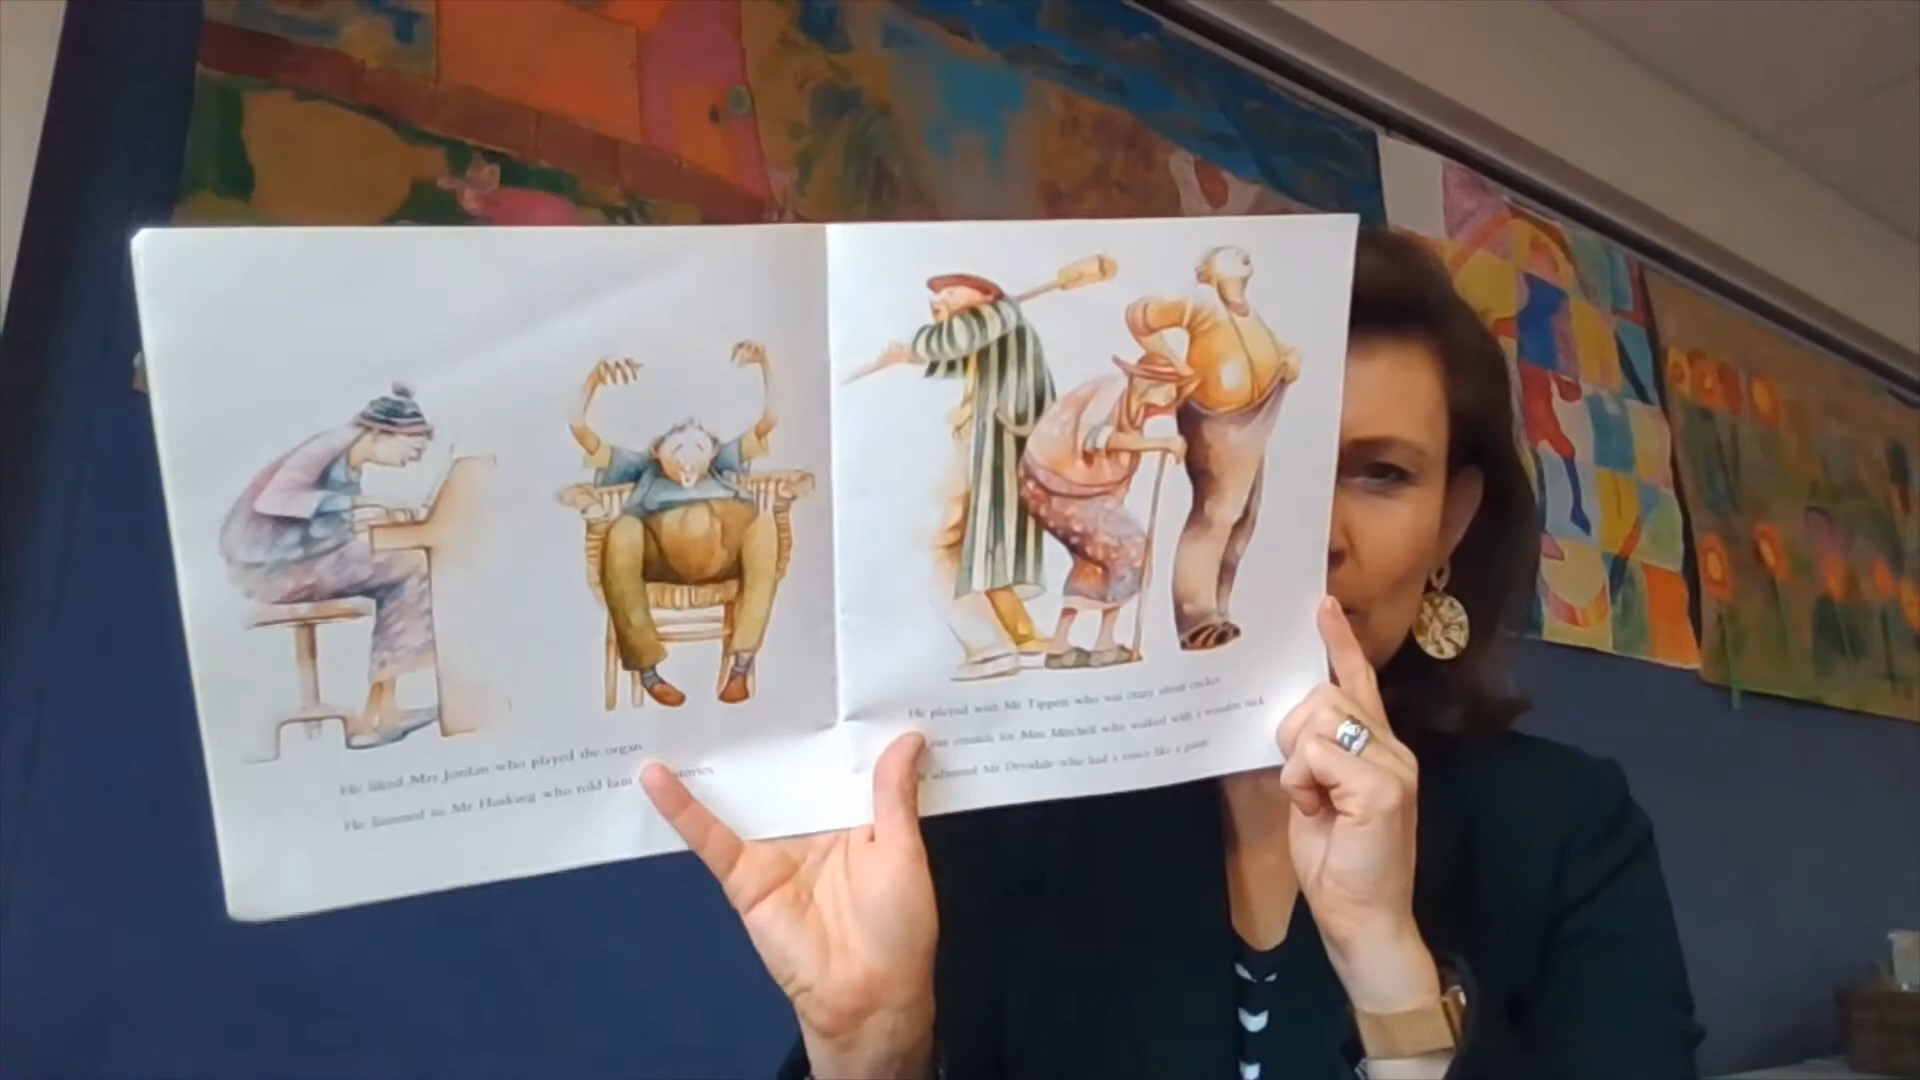 He liked Mrs Jordan who played the organ.
He listened to Mr Hosking who told him stories.
He played with Mr Tippett who was crazy about cricket.
ran errands for Miss Mitchell who walked with a wooden stick
admired Mr Drysdale who had a voice like a giant.